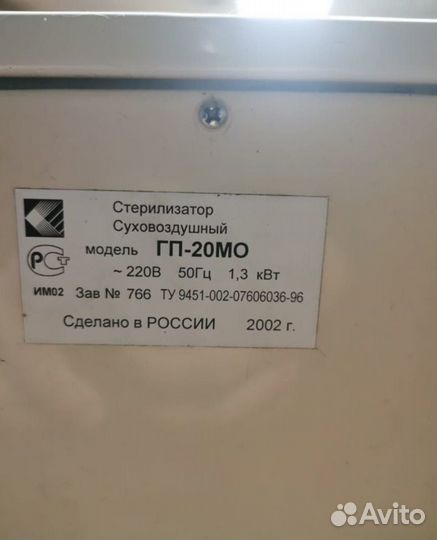 Стерилизатор
Суховоздушный
модель ГП-20МО
~ 220В 50Гц 1,3 кВт
РСт
ИМ02 Зав № 766 ТУ 9451-002-07606036-96
Сделано в РОССИИ 2002 г.
Avito